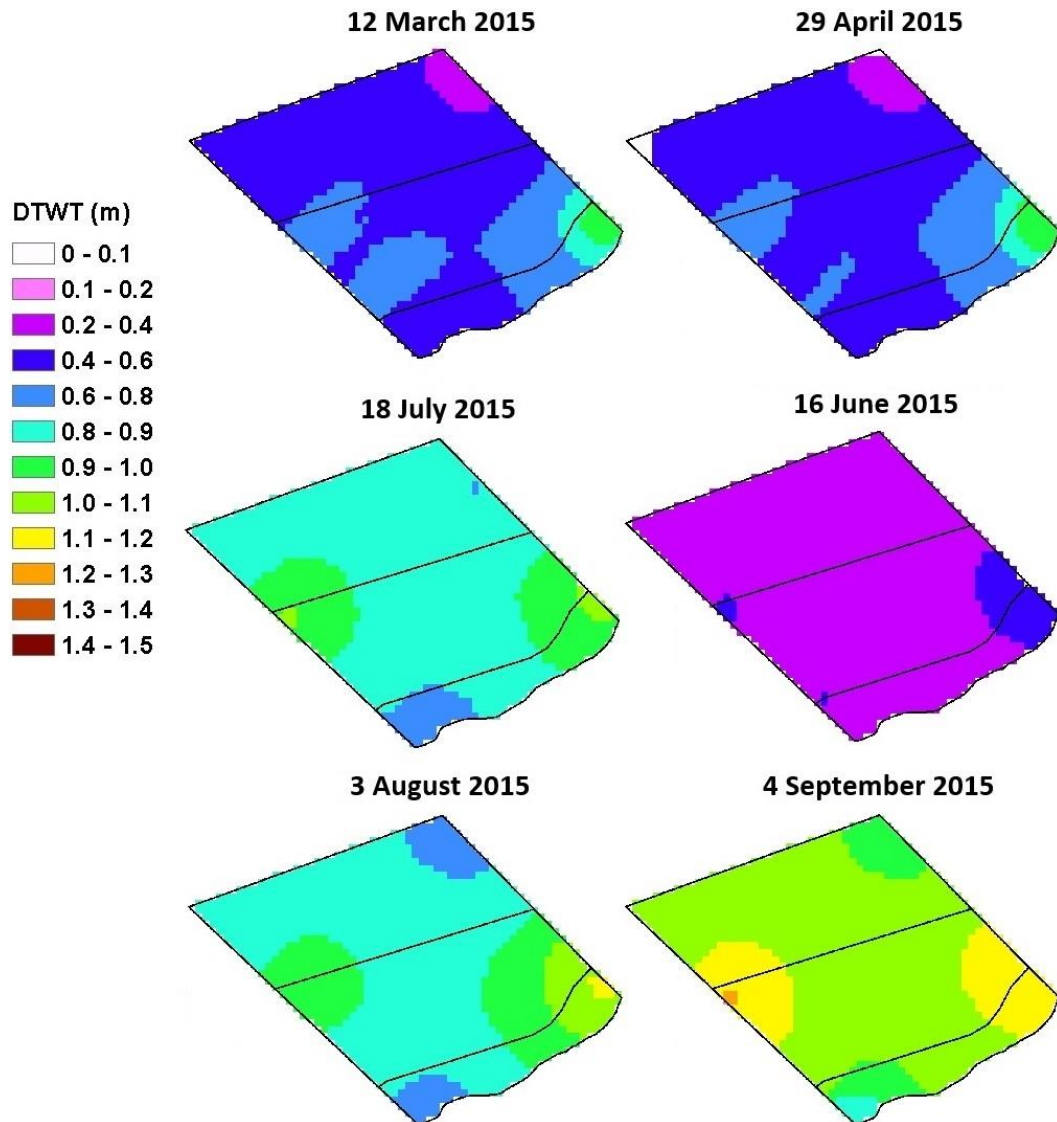 12 March 2015
29 April 2015
DTWT (m)
0 - 0.1
0.1 - 0.2
0.2 - 0.4
0.4 - 0.6
0.6 - 0.8
0.8 - 0.9
0.9 - 1.0
1.0 - 1.1
1.1 - 1.2
1.2 - 1.3
1.3 - 1.4
1.4 - 1.5
18 July 2015
16 June 2015
3 August 2015
4 September 2015